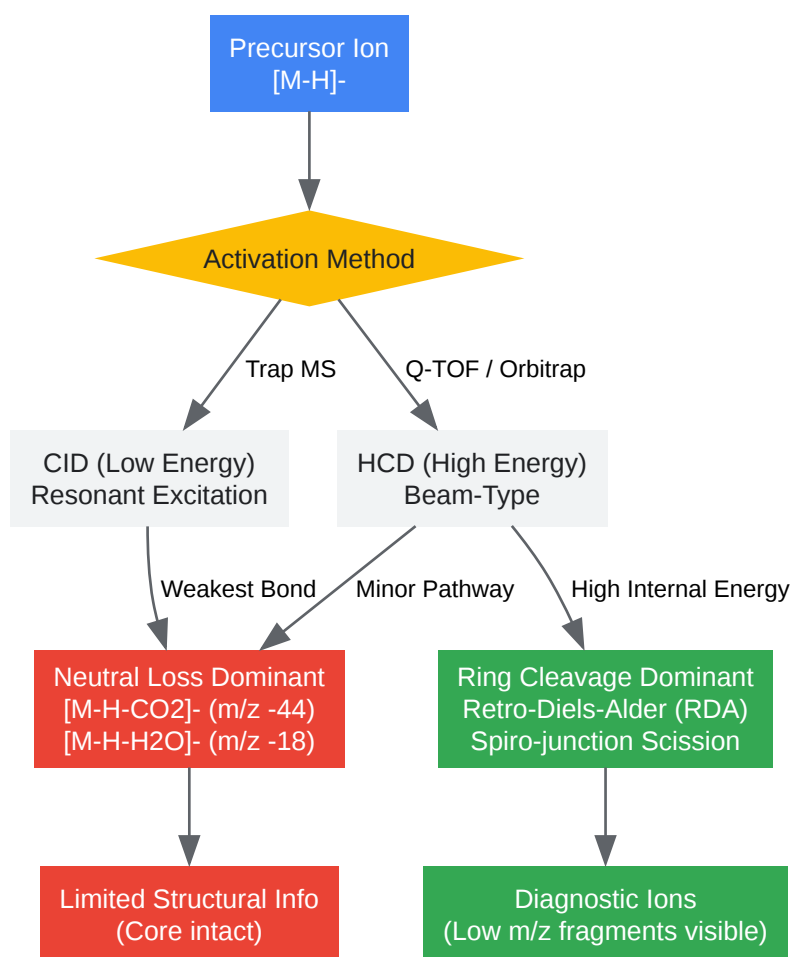 Precursor Ion
[M-H]-
Activation Method
Trap MS
Q-TOF / Orbitrap
CID (Low Energy)
Resonant Excitation
HCD (High Energy)
Beam-Type
Weakest Bond
Minor Pathway
High Internal Energy
Neutral Loss Dominant
[M-H-CO2]- (m/z -44)
[M-H-H2O]- (m/z -18)
Ring Cleavage Dominant
Retro-Diels-Alder (RDA)
Spiro-junction Scission
Limited Structural Info
(Core intact)
Diagnostic Ions
(Low m/z fragments visible)